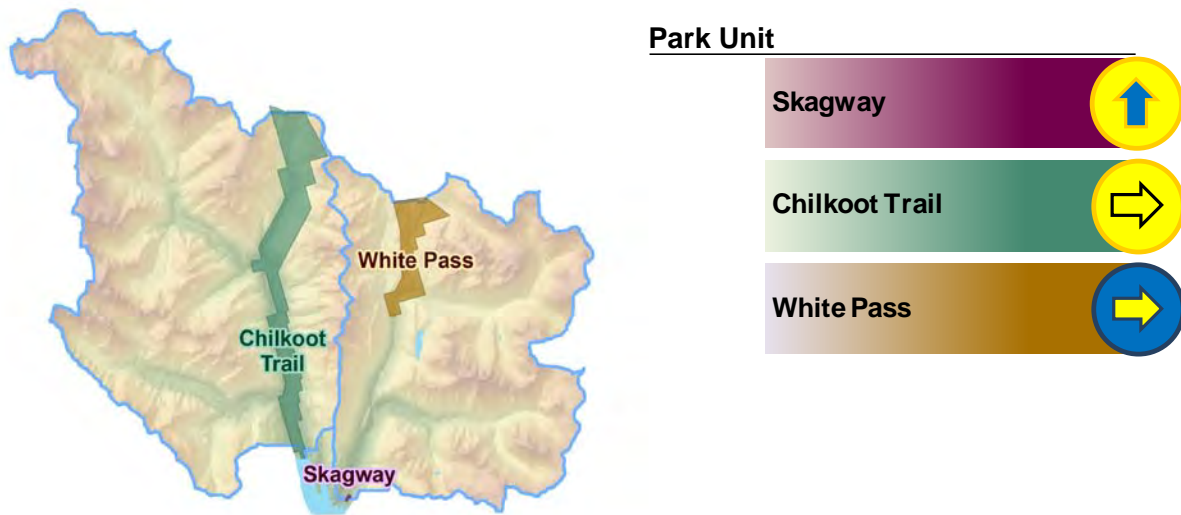 White Pass
Chilkoot
Trail
Skagway
Park Unit
Skagway
Chilkoot Trail
White Pass